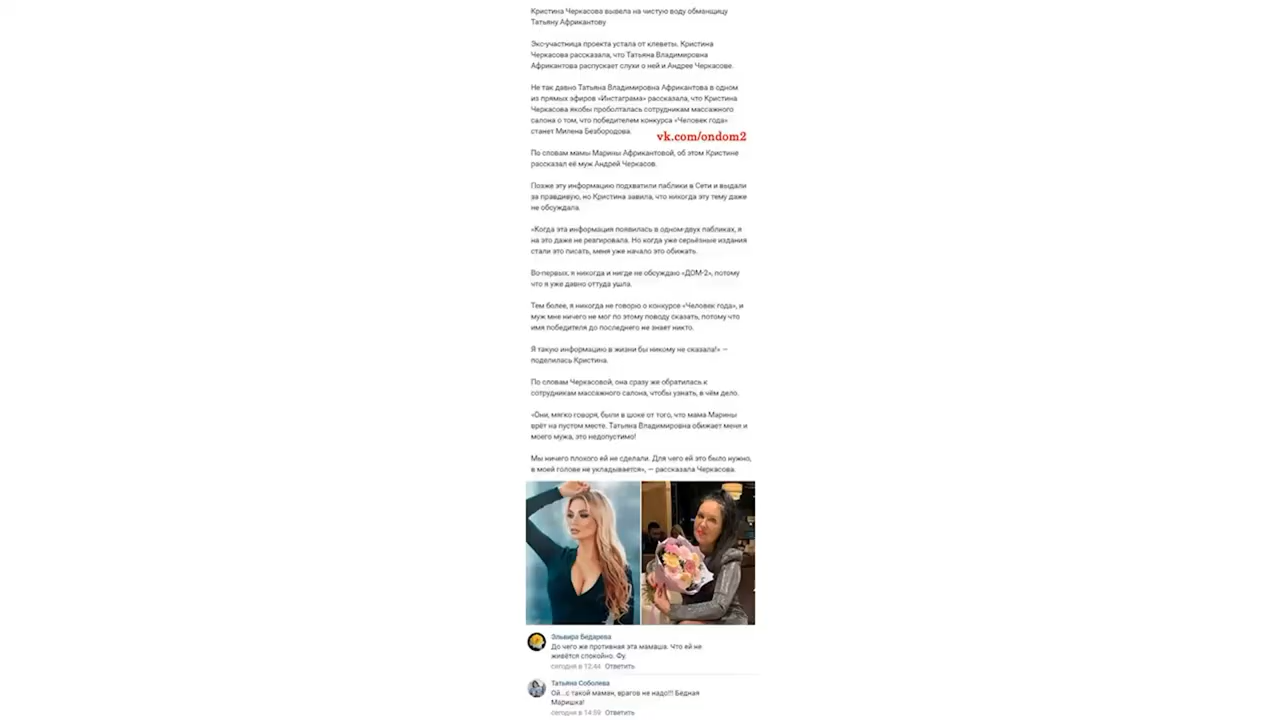 Кристина Черкасова вывела на чистую воду обманщицу
Татьяну Африкантову
Экс-участница проекта устала от клеветы. Кристина
Черкасова рассказала, что Татьяна Владимировна
Африкантова распускает слухи о ней и Андрее Черкасове.
Не так давно Татьяна Владимировна Африкантова в одном
из прямых эфиров «Инстаграма» рассказала, что Кристина
Черкасова якобы проболталась сотрудникам массажного
салона о том, что победителем конкурса «Человек года»
станет Милена Безбородова.
vk.com/ondom2
По словам мамы Марины Африкантовой, об этом Кристине
рассказал её муж Андрей Черкасов.
Позже эту информацию подхватили паблики в Сети и выдали
за правдивую, но Кристина завила, что никогда эту тему даже
не обсуждала.
«Когда эта информация появилась в одном-двух пабликах, я
на это даже не реагировала. Но когда уже серьёзные издания
стали это писать, меня уже начало это обижать.
Во-первых, я никогда и нигде не обсуждаю «ДОМ-2», потому
что я уже давно оттуда ушла.
Тем более, я никогда не говорю о конкурсе «Человек года», и
муж мне ничего не мог по этому поводу сказать, потому что
имя победителя до последнего не знает никто.
Я такую информацию в жизни бы никому не сказала!» —
поделилась Кристина.
По словам Черкасовой, она сразу же обратилась к
сотрудникам массажного салона, чтобы узнать, в чём дело.
«Они, мягко говоря, были в шоке от того, что мама Марины
врёт на пустом месте. Татьяна Владимировна обижает меня и
моего мужа, это недопустимо!
Мы ничего плохого ей не сделали. Для чего ей это было нужно,
в моей голове не укладывается», — рассказала Черкасова.
Эльвира Бедарева
До чего же противная эта мамаша. Что ей не
живётся спокойно. Фу.
сегодня в 12:44 Ответить
Татьяна Соболева
Ой...с такой маман, врагов не надо!!! Бедная
Маришка!
сегодня в 14:59 Ответить